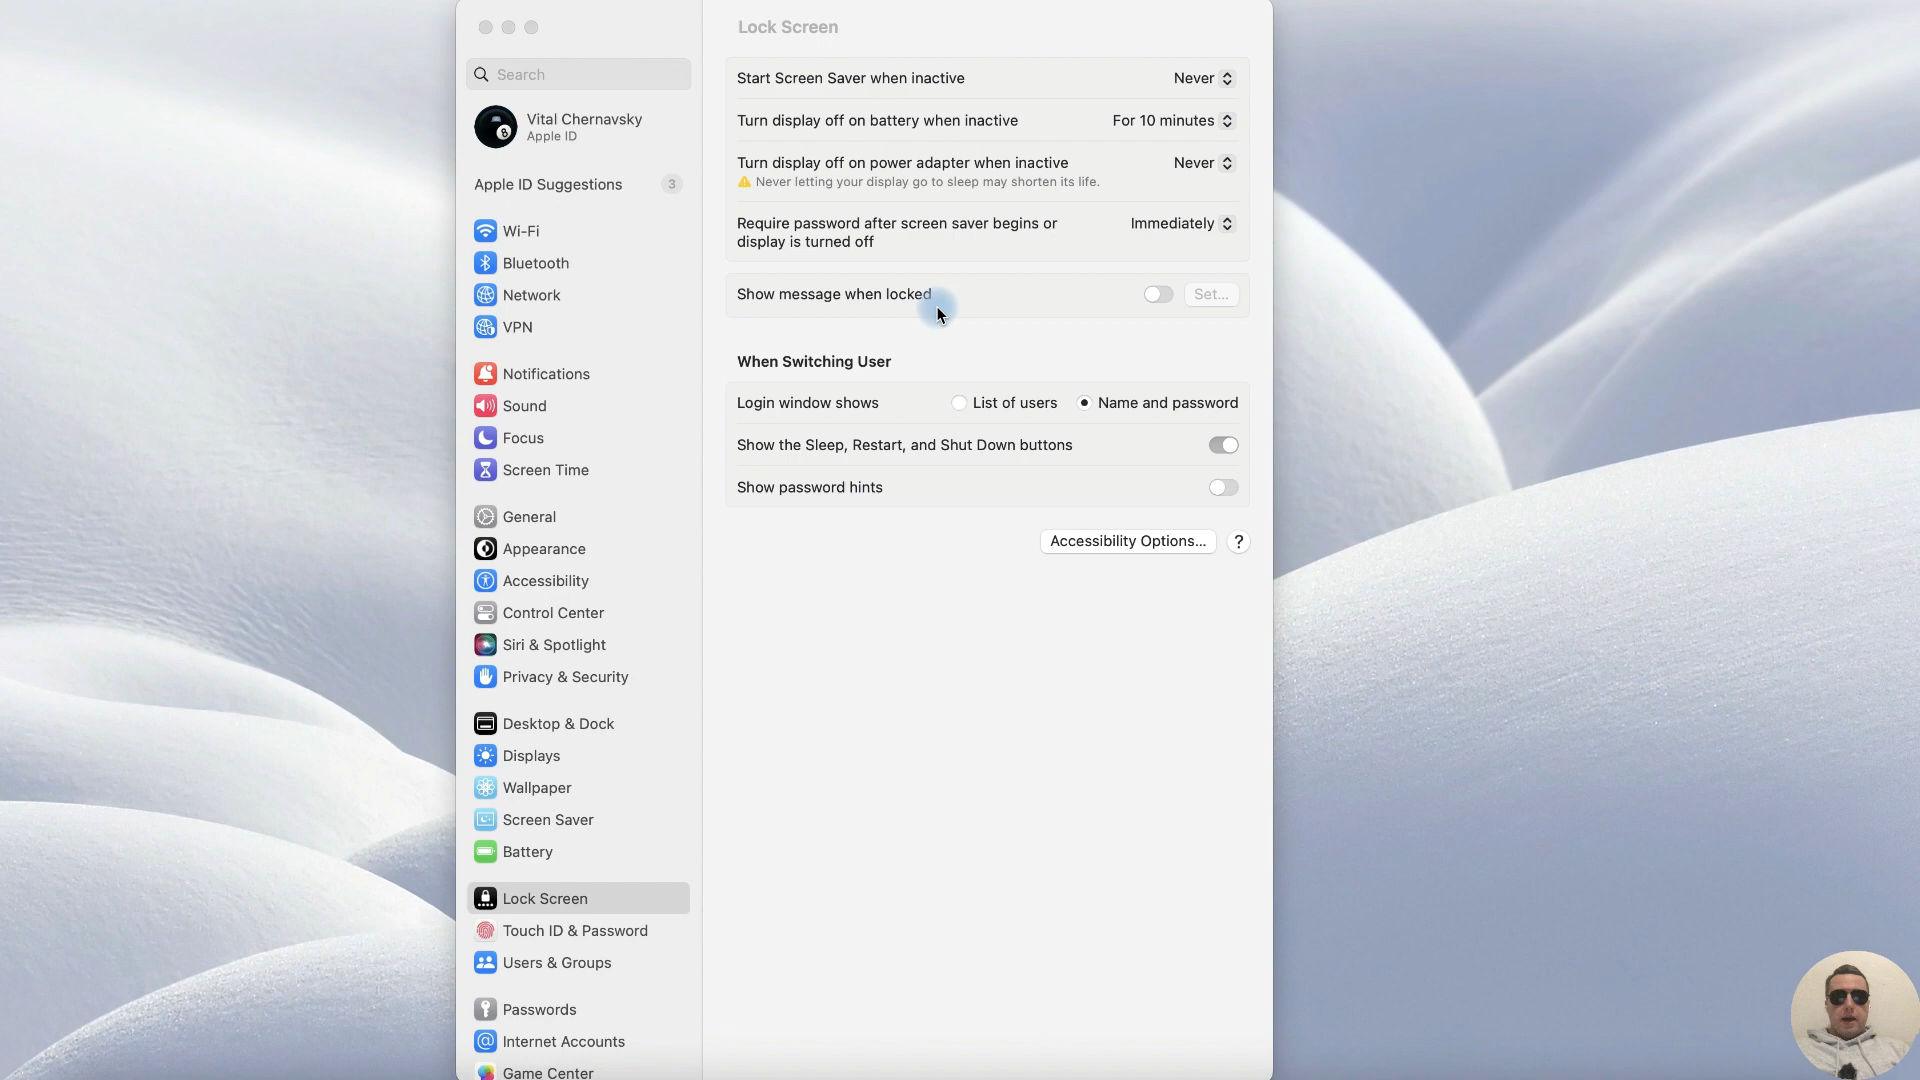 Search
Vital Chernavsky
Apple ID
Apple ID Suggestions 3
Wi-Fi
Bluetooth
Network
VPN
Notifications
Sound
Focus
Screen Time
General
Appearance
Accessibility
Control Center
Siri & Spotlight
Privacy & Security
Desktop & Dock
Displays
Wallpaper
Screen Saver
Battery
Lock Screen
Touch ID & Password
Users & Groups
Passwords
Internet Accounts
Game Center
Lock Screen
Start Screen Saver when inactive Never
Turn display off on battery when inactive For 10 minutes
Turn display off on power adapter when inactive Never
Never letting your display go to sleep may shorten its life.
Require password after screen saver begins or Immediately
display is turned off
Show message when locked Set...
When Switching User
Login window shows List of users Name and password
Show the Sleep, Restart, and Shut Down buttons
Show password hints
Accessibility Options... ?